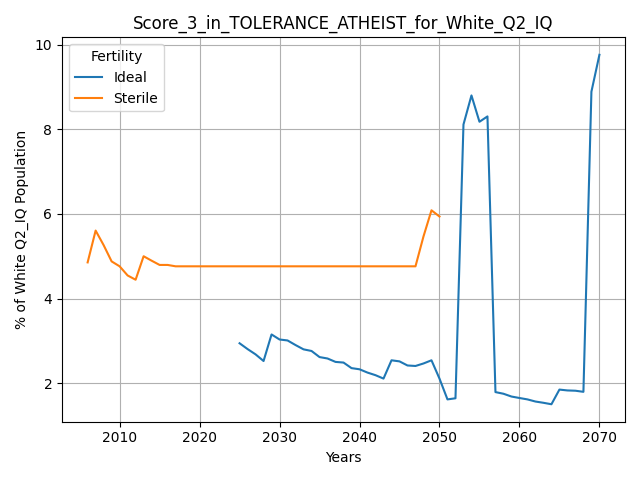 Score_3_in_TOLERANCE_ATHEIST_for_White_Q2_IQ
Fertility
Ideal
Sterile
% of White Q2_IQ Population
10
8
6
4
2
2010 2020 2030 2040 2050 2060 2070
Years